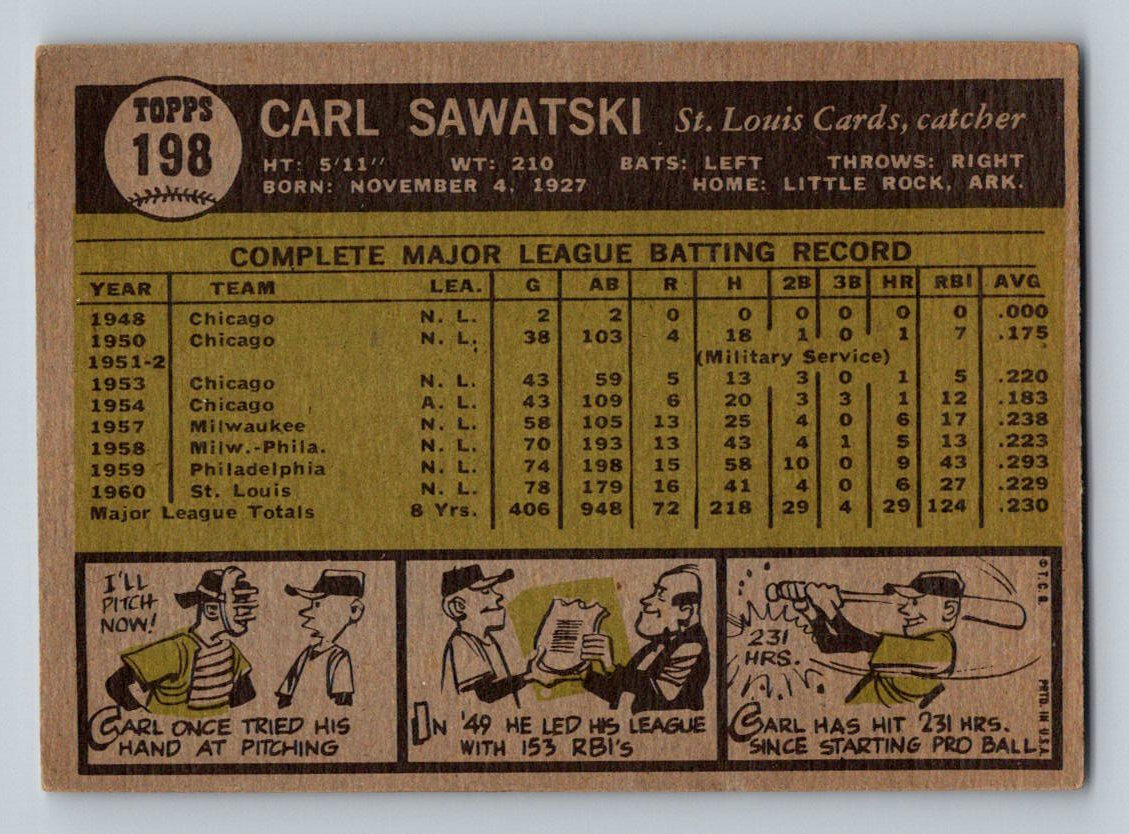 TOPPS
198
CARL SAWATSKI St. Louis Cards, catcher
HT: 5'11" WT: 210 BATS: LEFT THROWS: RIGHT
BORN: NOVEMBER 4, 1927 HOME: LITTLE ROCK, ARK.
COMPLETE MAJOR LEAGUE BATTING RECORD
YEAR TEAM LEA. G AB R H 2B 3B HR RBI AVG
1948 Chicago N. L. 2 2 0 0 0 0 0 0 .000
1950 Chicago N. L. 38 103 4 18 1 0 1 7 .175
1951-2 (Military Service)
1953 Chicago N. L. 43 59 5 13 3 0 1 5 .220
1954 Chicago A. L. 43 109 6 20 3 3 1 12 .183
1957 Milwaukee N. L. 58 105 13 25 4 0 6 17 .238
1958 Milw.-Phila. N. L. 70 193 13 43 4 1 5 13 .223
1959 Philadelphia N. L. 74 198 15 58 10 0 9 43 .293
1960 St. Louis N. L. 78 179 16 41 4 0 6 27 .229
Major League Totals 8 Yrs. 406 948 72 218 29 4 29 124 .230
I'LL
PITCH
NOW!
CARL ONCE TRIED HIS
HAND AT PITCHING
IN '49 HE LED HIS LEAGUE
WITH 153 RBI'S
231
HRS.
CARL HAS HIT 231 HRS.
SINCE STARTING PRO BALL
© T.C.G. PRTD. IN U.S.A.